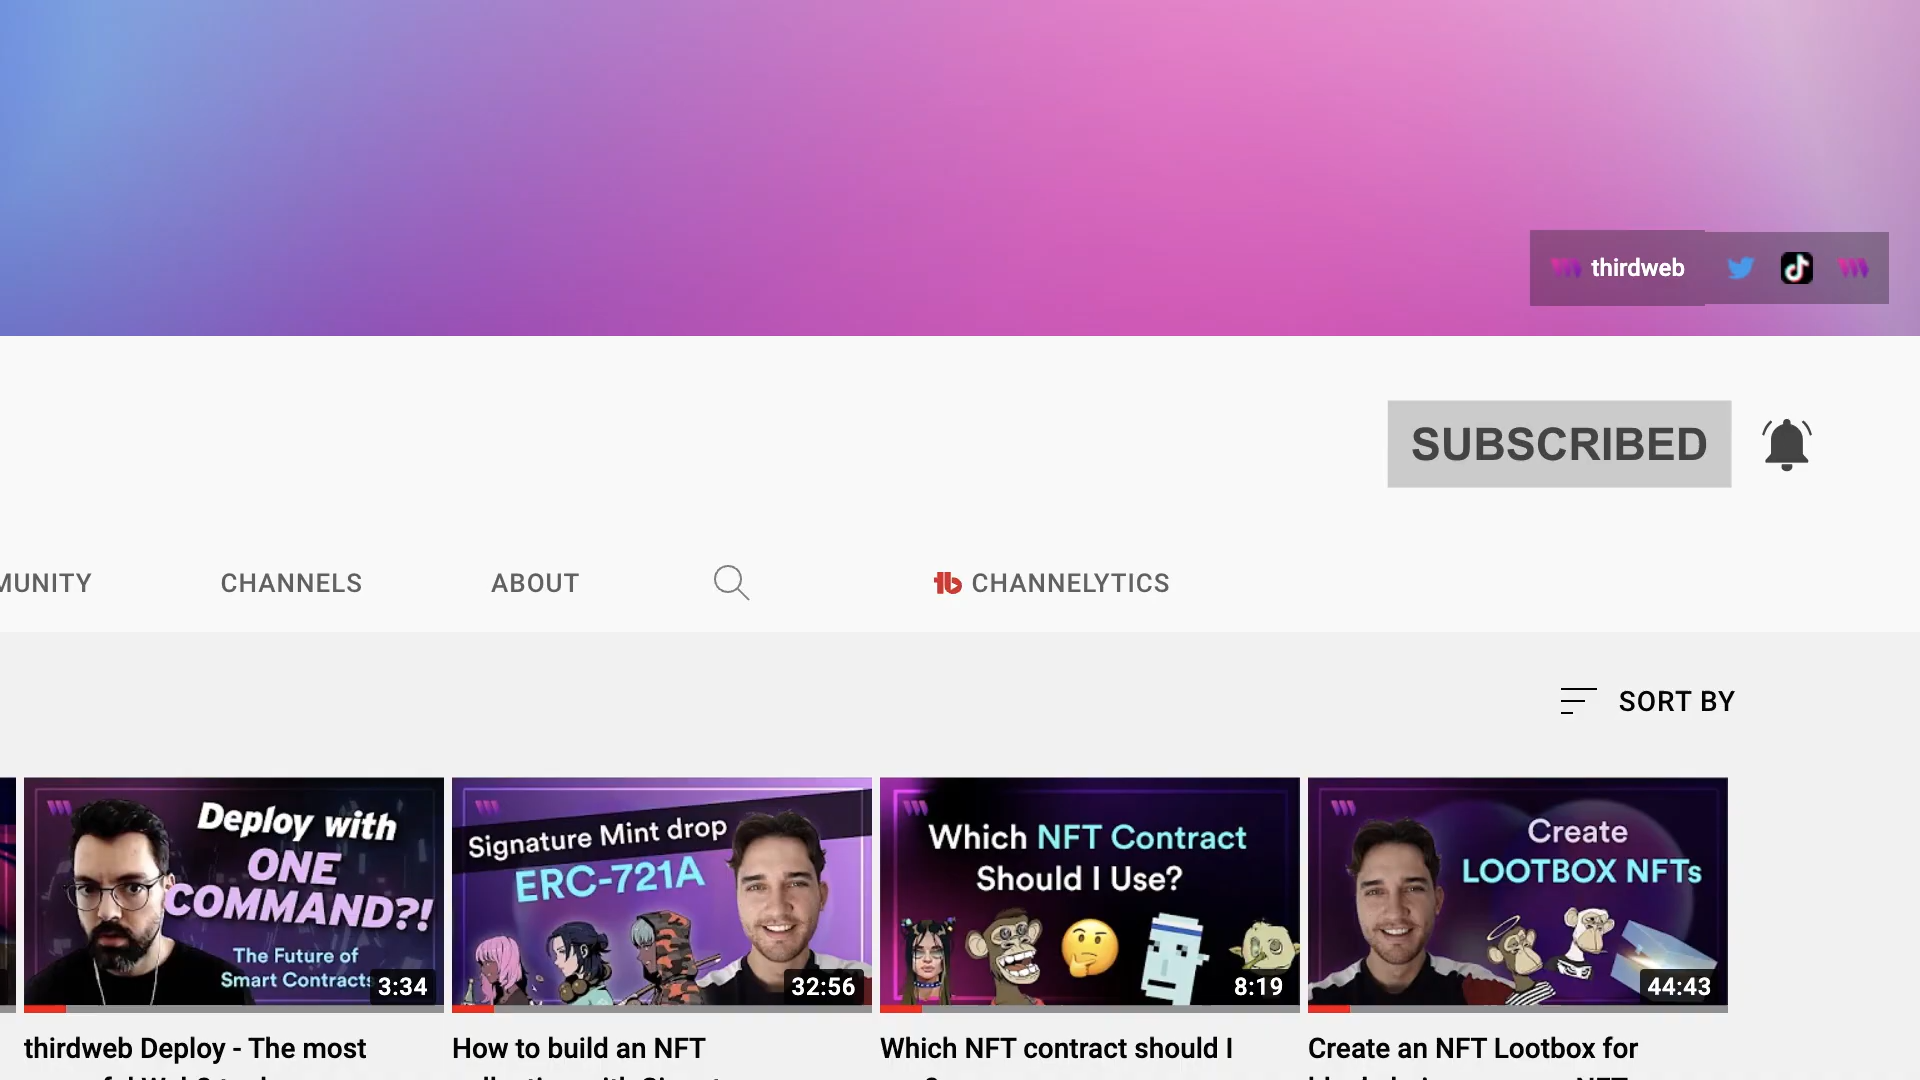 thirdweb
SUBSCRIBED
MUNITY CHANNELS ABOUT CHANNELYTICS
SORT BY
Deploy with
ONE
COMMAND?!
The Future of
Smart Contracts
3:34
Signature Mint drop
ERC-721A
32:56
Which NFT Contract
Should I Use?
8:19
Create
LOOTBOX NFTs
44:43
thirdweb Deploy - The most
How to build an NFT
Which NFT contract should I
Create an NFT Lootbox for